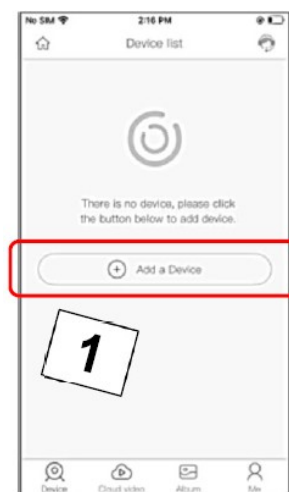 No SIM 2:16 PM
Device list
There is no device, please click
the button below to add device.
Add a Device
1
Device Cloud video Album Me